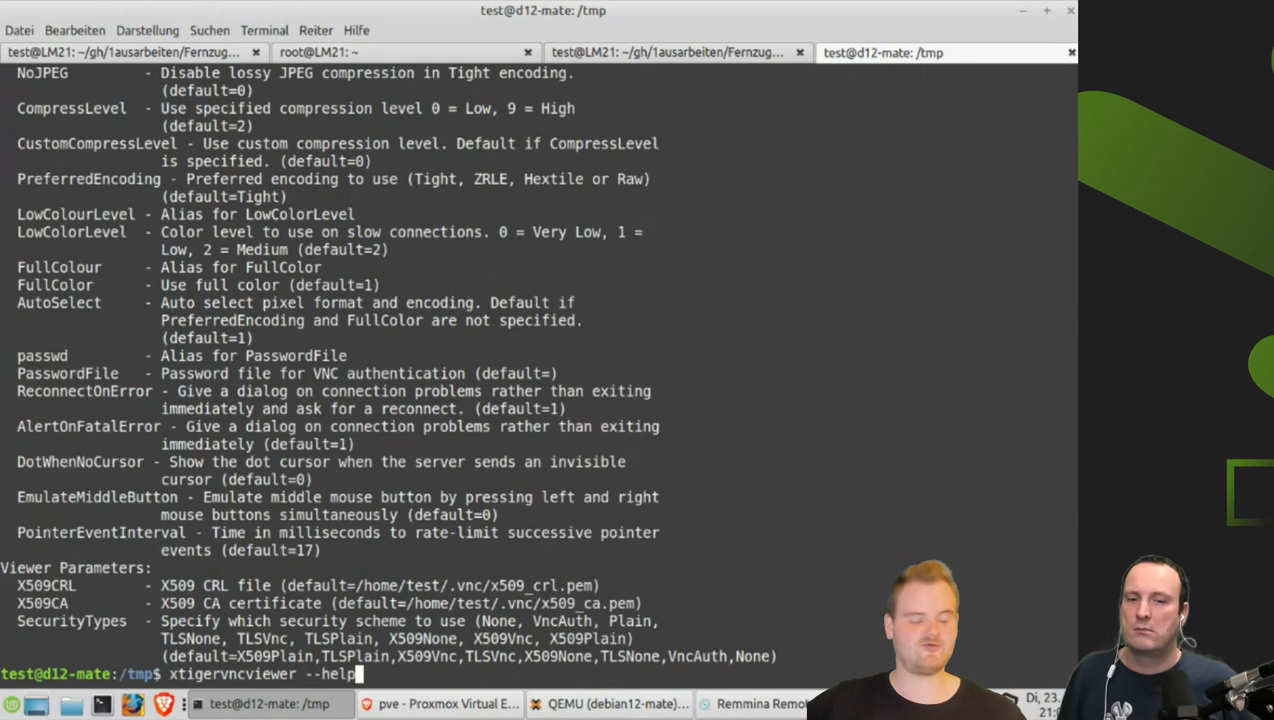 test@d12-mate: /tmp
Datei Bearbeiten Darstellung Suchen Terminal Reiter Hilfe
test@LM21: ~/gh/1ausarbeiten/Fernzug... root@LM21: ~ test@LM21: ~/gh/1ausarbeiten/Fernzug... test@d12-mate: /tmp
NoJPEG - Disable lossy JPEG compression in Tight encoding.
(default=0)
CompressLevel - Use specified compression level 0 = Low, 9 = High
(default=2)
CustomCompressLevel - Use custom compression level. Default if CompressLevel
is specified. (default=0)
PreferredEncoding - Preferred encoding to use (Tight, ZRLE, Hextile or Raw)
(default=Tight)
LowColourLevel - Alias for LowColorLevel
LowColorLevel - Color level to use on slow connections. 0 = Very Low, 1 =
Low, 2 = Medium (default=2)
FullColour - Alias for FullColor
FullColor - Use full color (default=1)
AutoSelect - Auto select pixel format and encoding. Default if
PreferredEncoding and FullColor are not specified.
(default=1)
passwd - Alias for PasswordFile
PasswordFile - Password file for VNC authentication (default=)
ReconnectOnError - Give a dialog on connection problems rather than exiting
immediately and ask for a reconnect. (default=1)
AlertOnFatalError - Give a dialog on connection problems rather than exiting
immediately (default=1)
DotWhenNoCursor - Show the dot cursor when the server sends an invisible
cursor (default=0)
EmulateMiddleButton - Emulate middle mouse button by pressing left and right
mouse buttons simultaneously (default=0)
PointerEventInterval - Time in milliseconds to rate-limit successive pointer
events (default=17)
Viewer Parameters:
X509CRL - X509 CRL file (default=/home/test/.vnc/x509_crl.pem)
X509CA - X509 CA certificate (default=/home/test/.vnc/x509_ca.pem)
SecurityTypes - Specify which security scheme to use (None, VncAuth, Plain,
TLSNone, TLSVnc, TLSPlain, X509None, X509Vnc, X509Plain)
(default=X509Plain,TLSPlain,X509Vnc,TLSVnc,X509None,TLSNone,VncAuth,None)
test@d12-mate:/tmp$ xtigervncviewer --help
test@d12-mate: /tmp pve - Proxmox Virtual E... QEMU (debian12-mate)... Remmina Remo Di, 23.